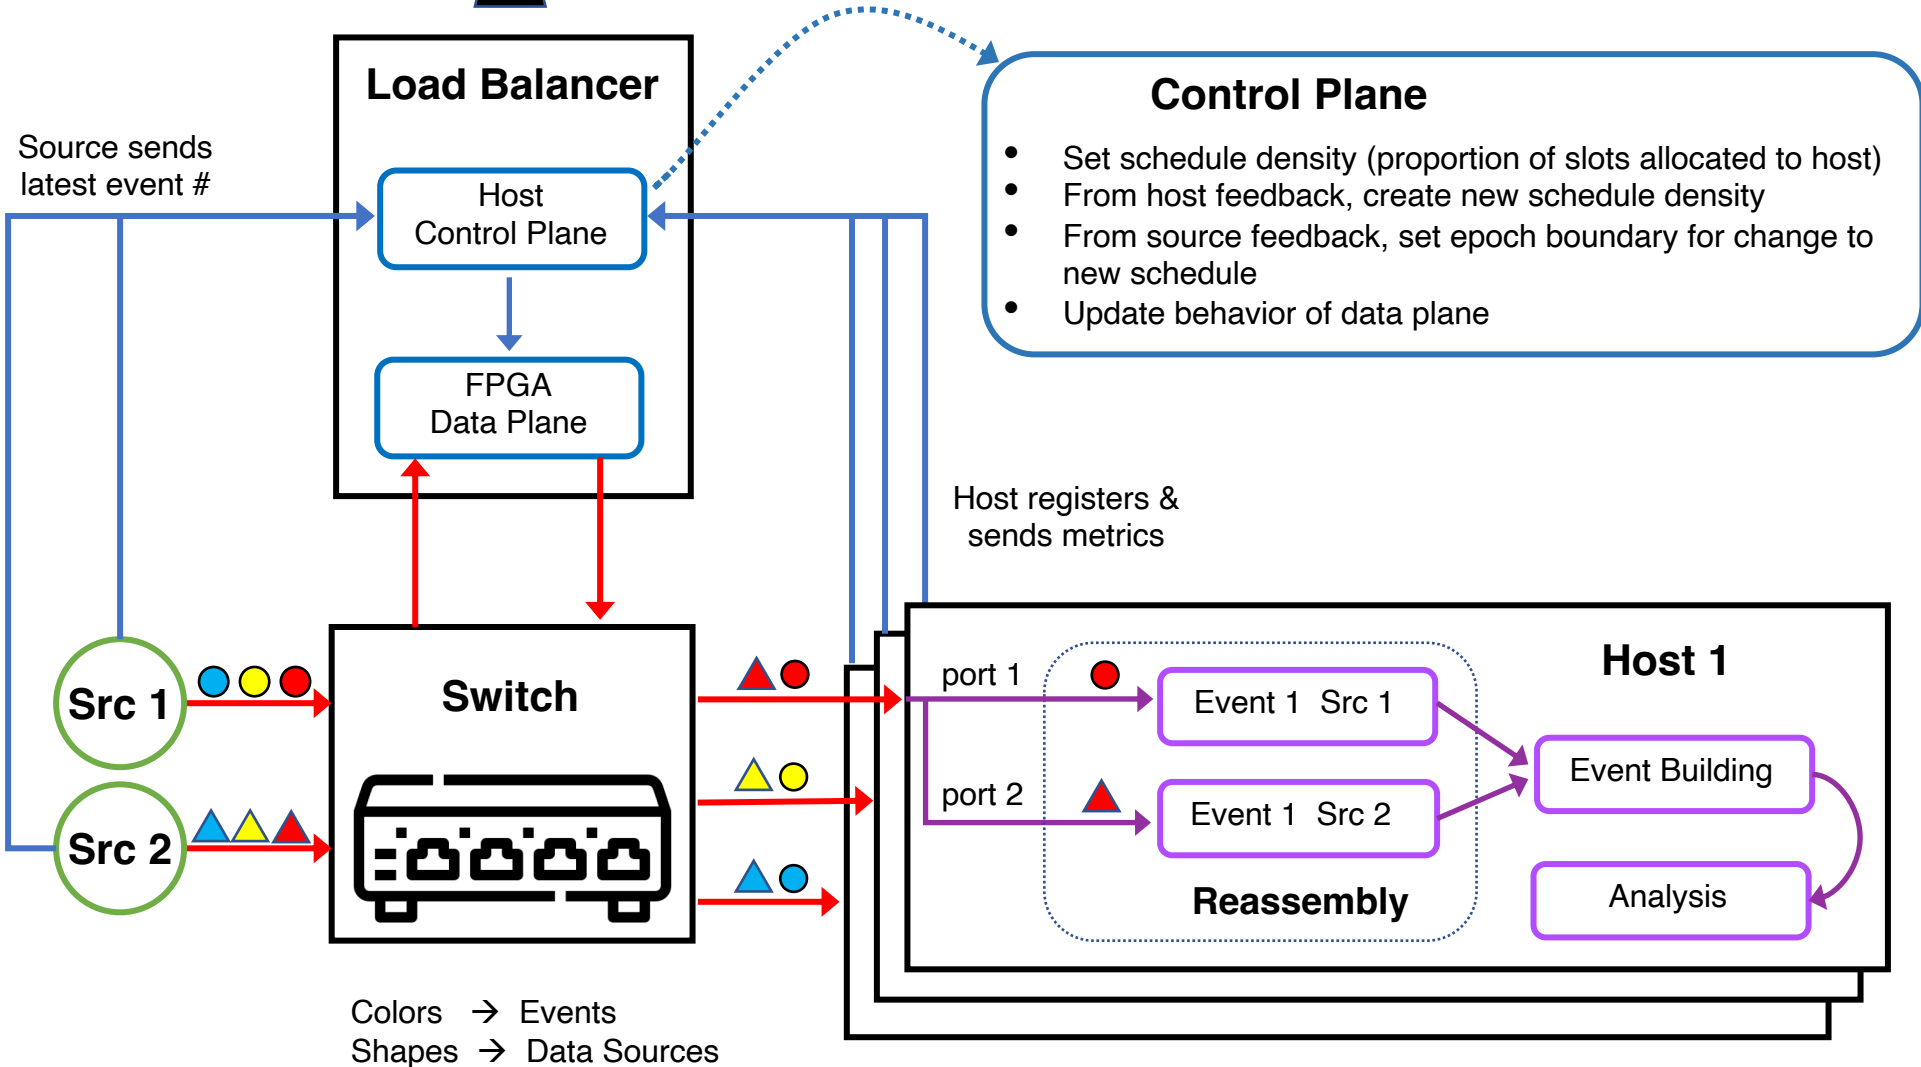 Load Balancer
Control Plane
Source sends
latest event #
Host
Control Plane
• Set schedule density (proportion of slots allocated to host)
• From host feedback, create new schedule density
• From source feedback, set epoch boundary for change to
new schedule
• Update behavior of data plane
FPGA
Data Plane
Host registers &
sends metrics
Src 1
Src 2
Switch
Host 1
port 1
Event 1 Src 1
port 2
Event 1 Src 2
Event Building
Reassembly
Analysis
Colors → Events
Shapes → Data Sources